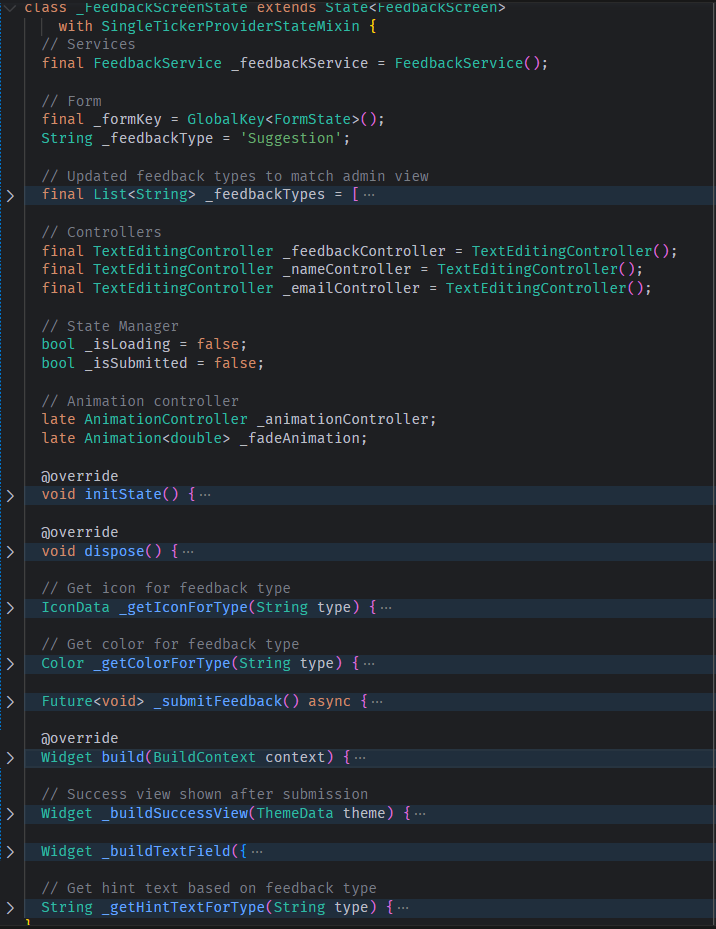 class _FeedbackScreenState extends State<FeedbackScreen>
with SingleTickerProviderStateMixin {
// Services
final FeedbackService _feedbackService = FeedbackService();
// Form
final _formKey = GlobalKey<FormState>();
String _feedbackType = 'Suggestion';
// Updated feedback types to match admin view
final List<String> _feedbackTypes = [ ···
// Controllers
final TextEditingController _feedbackController = TextEditingController();
final TextEditingController _nameController = TextEditingController();
final TextEditingController _emailController = TextEditingController();
// State Manager
bool _isLoading = false;
bool _isSubmitted = false;
// Animation controller
late AnimationController _animationController;
late Animation<double> _fadeAnimation;
@override
void initState() { ···
@override
void dispose() { ···
// Get icon for feedback type
IconData _getIconForType(String type) { ···
// Get color for feedback type
Color _getColorForType(String type) { ···
Future<void> _submitFeedback() async { ···
@override
Widget build(BuildContext context) { ···
// Success view shown after submission
Widget _buildSuccessView(ThemeData theme) { ···
Widget _buildTextField({ ···
// Get hint text based on feedback type
String _getHintTextForType(String type) { ···
}